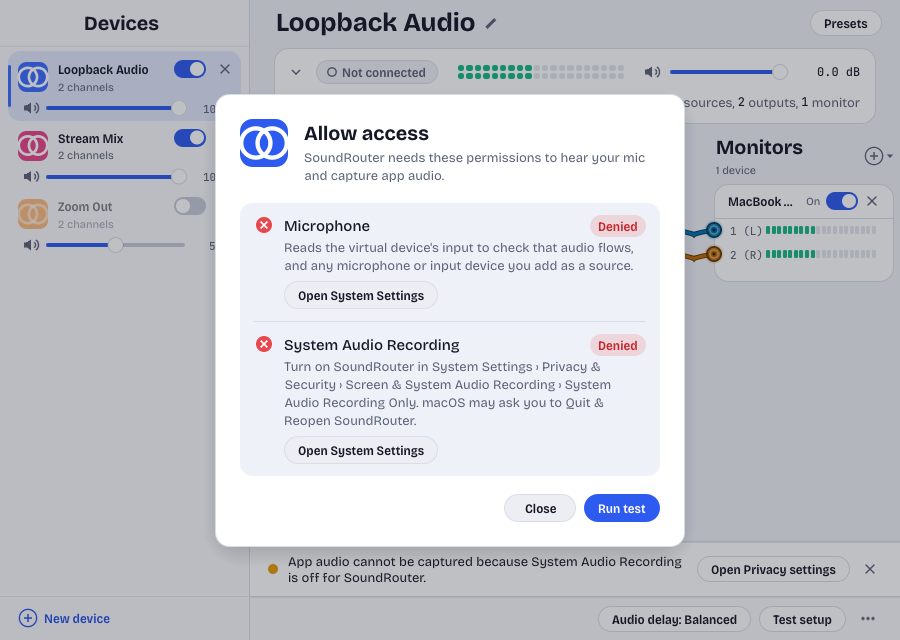 Devices
Loopback Audio
2 channels
10
Stream Mix
2 channels
10
Zoom Out
2 channels
5
New device
Loopback Audio
Presets
Not connected
0.0 dB
sources, 2 outputs, 1 monitor
Monitors
1 device
MacBook ...
On
1 (L)
2 (R)
Allow access
SoundRouter needs these permissions to hear your mic
and capture app audio.
Microphone
Denied
Reads the virtual device's input to check that audio flows,
and any microphone or input device you add as a source.
Open System Settings
System Audio Recording
Denied
Turn on SoundRouter in System Settings › Privacy &
Security › Screen & System Audio Recording › System
Audio Recording Only. macOS may ask you to Quit &
Reopen SoundRouter.
Open System Settings
Close
Run test
App audio cannot be captured because System Audio Recording
is off for SoundRouter.
Open Privacy settings
Audio delay: Balanced
Test setup